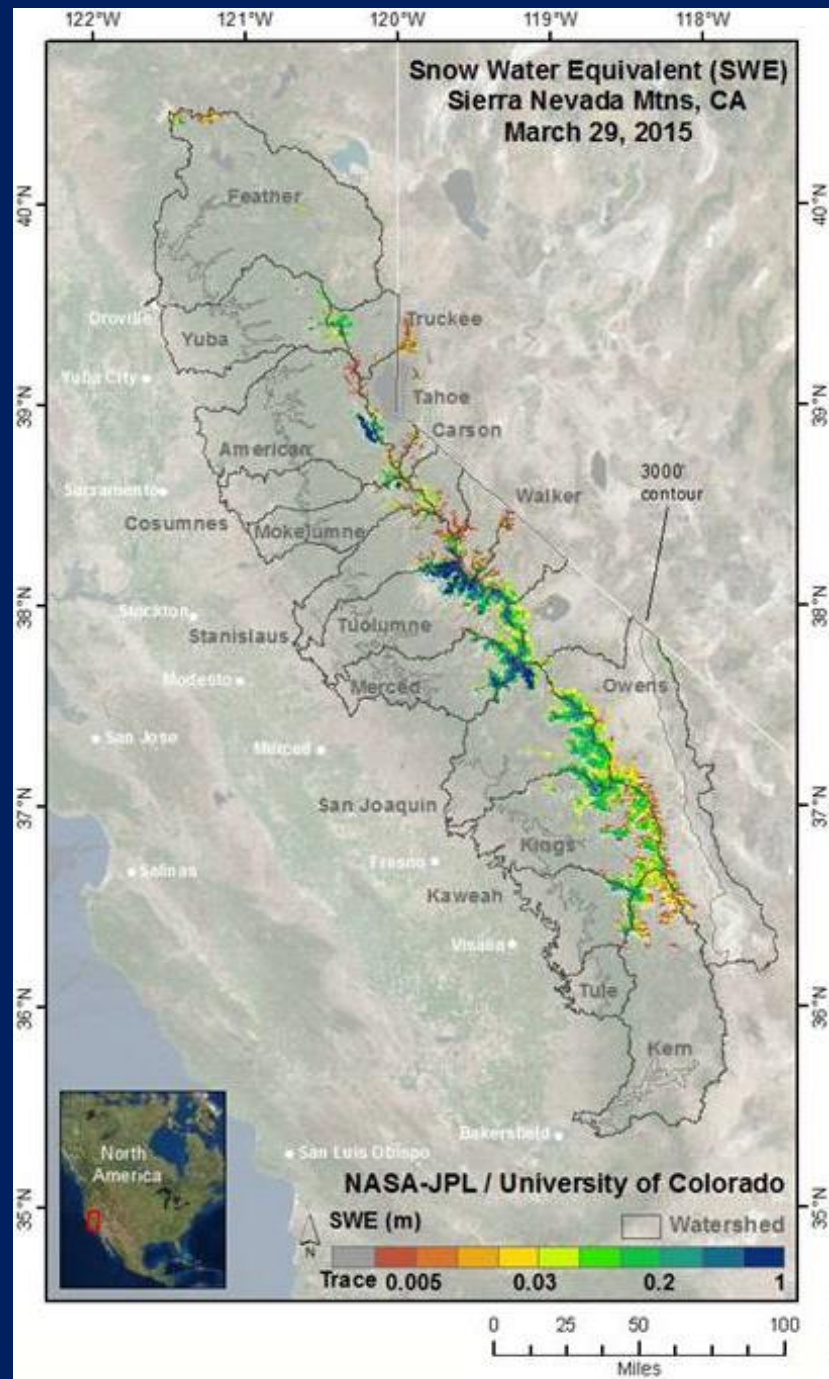 122°W 121°W 120°W 119°W 118°W
Snow Water Equivalent (SWE)
Sierra Nevada Mtns, CA
March 29, 2015
40°N
40°N
Feather
Oroville
Truckee
Yuba
Yuba City
Tahoe
39°N
39°N
Carson
American
3000'
contour
Sacramento
Walker
Cosumnes
Mokelumne
38°N
38°N
Stockton
Tuolumne
Stanislaus
Modesto
Merced
Owens
San Jose
Merced
37°N
37°N
San Joaquin
Kings
Salinas
Fresno
Kaweah
Visalia
36°N
36°N
Tule
Kern
Bakersfield
San Luis Obispo
North
America
NASA-JPL / University of Colorado
35°N
35°N
SWE (m)
Watershed
N
Trace 0.005 0.03 0.2 1
0 25 50 100
Miles